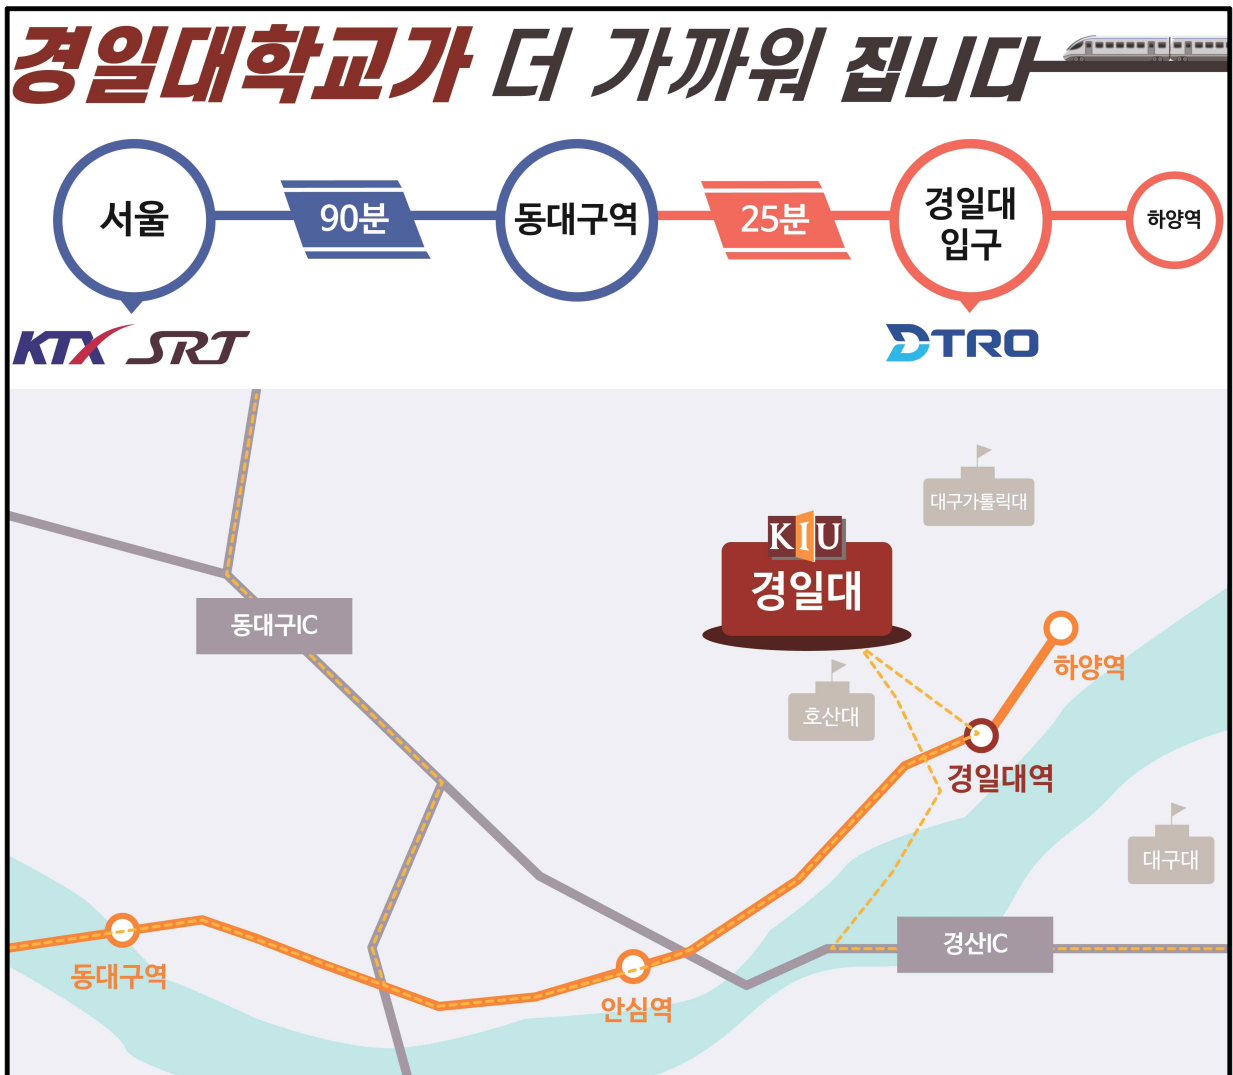 경일대학교가 더 가까워 집니다
서울
90분
동대구역
25분
경일대
입구
하양역
KTX SRT
DTRO
대구가톨릭대
KIU
경일대
동대구IC
하양역
호산대
경일대역
대구대
경산IC
동대구역
안심역